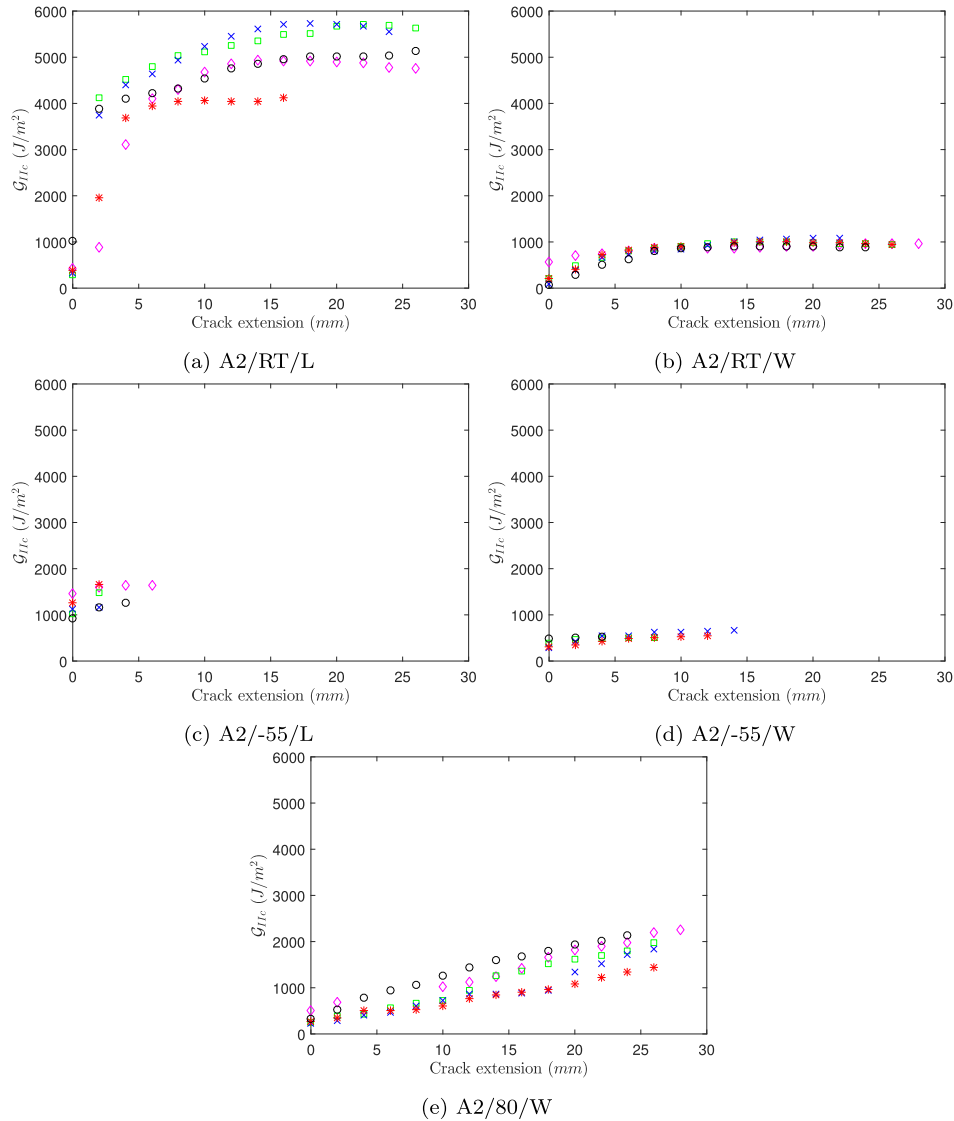 6000
5000
4000
3000
2000
1000
0
0 5 10 15 20 25 30
𝒢IIc (J/m²)
Crack extension (mm)
(a) A2/RT/L
6000
5000
4000
3000
2000
1000
0
0 5 10 15 20 25 30
𝒢IIc (J/m²)
Crack extension (mm)
(b) A2/RT/W
6000
5000
4000
3000
2000
1000
0
0 5 10 15 20 25 30
𝒢IIc (J/m²)
Crack extension (mm)
(c) A2/-55/L
6000
5000
4000
3000
2000
1000
0
0 5 10 15 20 25 30
𝒢IIc (J/m²)
Crack extension (mm)
(d) A2/-55/W
6000
5000
4000
3000
2000
1000
0
0 5 10 15 20 25 30
𝒢IIc (J/m²)
Crack extension (mm)
(e) A2/80/W